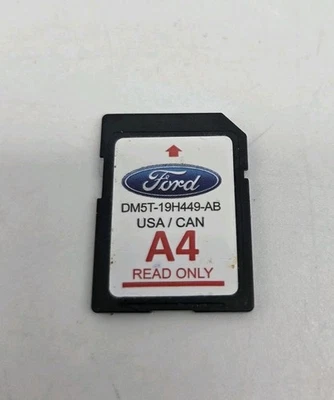 Ford
DM5T-19H449-AB
USA / CAN
A4
READ ONLY